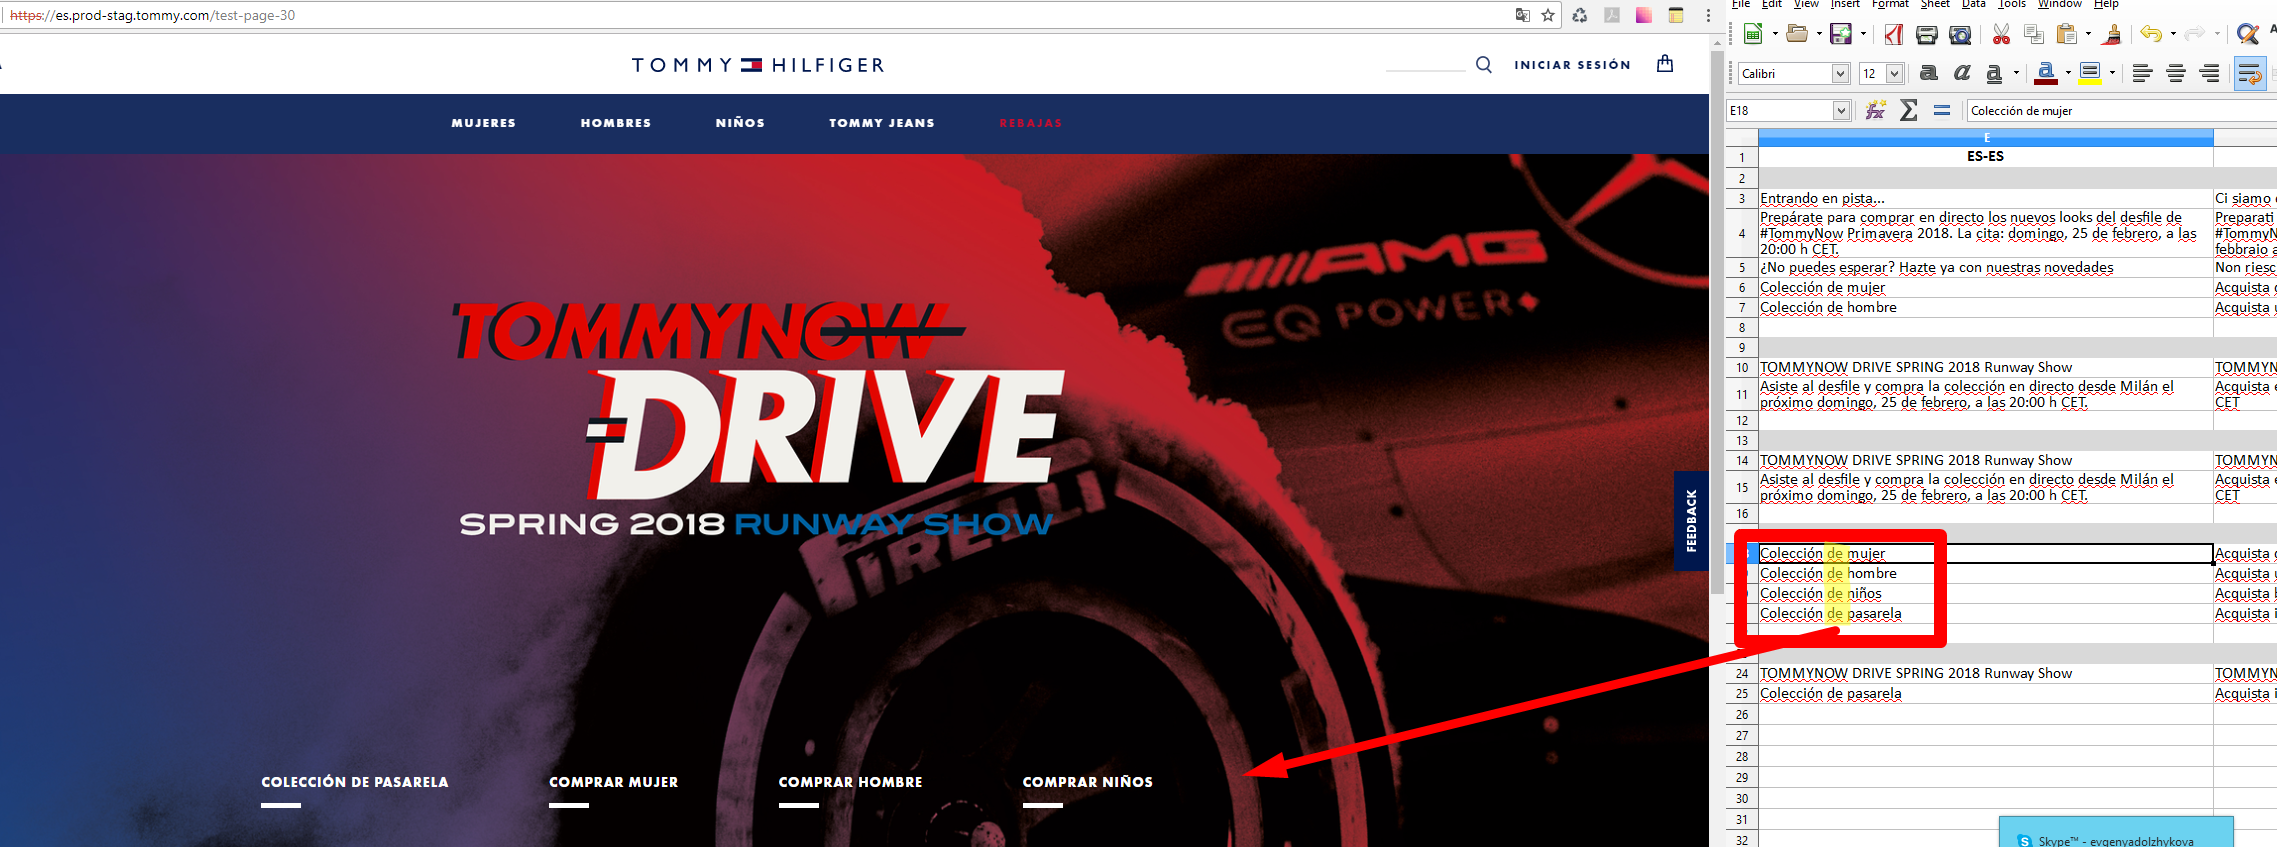 https://es.prod-stag.tommy.com/test-page-30
TOMMY HILFIGER
INICIAR SESIÓN
MUJERES HOMBRES NIÑOS TOMMY JEANS REBAJAS
AMG
EQ POWER+
TOMMYNOW
DRIVE
SPRING 2018 RUNWAY SHOW
PIRELLI
FEEDBACK
COLECCIÓN DE PASARELA COMPRAR MUJER COMPRAR HOMBRE COMPRAR NIÑOS
File Edit View Insert Format Sheet Data Tools Window Help
Calibri 12
E18 Colección de mujer
E
1 ES-ES
2
3 Entrando en pista... Ci siamo
4 Prepárate para comprar en directo los nuevos looks del desfile de Preparati
#TommyNow Primavera 2018. La cita: domingo, 25 de febrero, a las #TommyN
20:00 h CET. febbraio a
5 ¿No puedes esperar? Hazte ya con nuestras novedades Non riesc
6 Colección de mujer Acquista
7 Colección de hombre Acquista u
8
9
10 TOMMYNOW DRIVE SPRING 2018 Runway Show TOMMYN
11 Asiste al desfile y compra la colección en directo desde Milán el Acquista e
próximo domingo, 25 de febrero, a las 20:00 h CET. CET
12
13
14 TOMMYNOW DRIVE SPRING 2018 Runway Show TOMMYN
15 Asiste al desfile y compra la colección en directo desde Milán el Acquista e
próximo domingo, 25 de febrero, a las 20:00 h CET. CET
16
Colección de mujer Acquista
Colección de hombre Acquista u
Colección de niños Acquista b
Colección de pasarela Acquista i
24 TOMMYNOW DRIVE SPRING 2018 Runway Show TOMMYN
25 Colección de pasarela Acquista i
26
27
28
29
30
31
32
Skype™ - evgenyadolzhykova